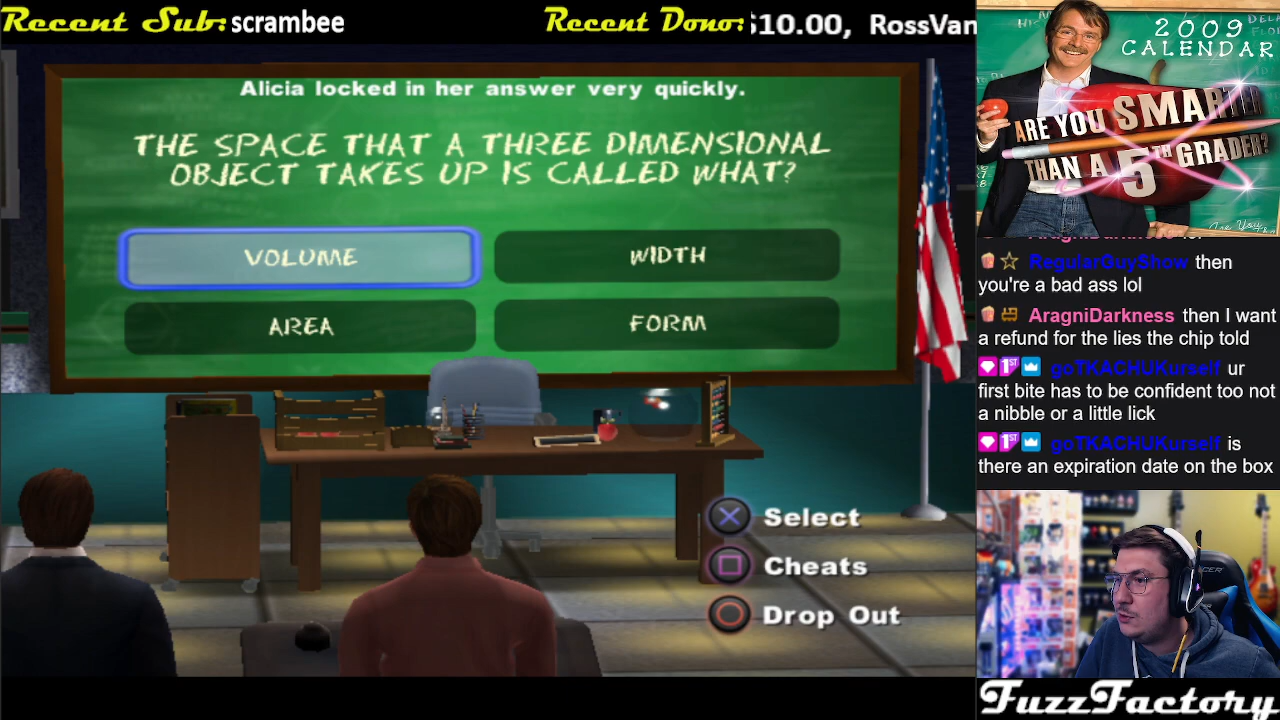 Recent Sub: scrambee
Recent Dono: $10.00, RossVan
Alicia locked in her answer very quickly.
THE SPACE THAT A THREE DIMENSIONAL
OBJECT TAKES UP IS CALLED WHAT?
VOLUME
WIDTH
AREA
FORM
Select
Cheats
Drop Out
2009
CALENDAR
ARE YOU SMARTER
THAN A 5TH GRADER?
RegularGuyShow then
you're a bad ass lol
AragniDarkness then I want
a refund for the lies the chip told
1ST goTKACHUKurself ur
first bite has to be confident too not
a nibble or a little lick
1ST goTKACHUKurself is
there an expiration date on the box
FuzzFactory